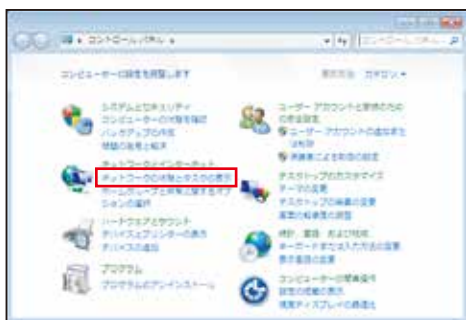 コントロール パネル
コンピューターの設定を調整します
表示方法: カテゴリ
システムとセキュリティ
コンピューターの状態を確認
バックアップの作成
問題の発見と解決
ネットワークとインターネット
ネットワークの状態とタスクの表示
ホームグループと共有に関するオプ
ションの選択
ハードウェアとサウンド
デバイスとプリンターの表示
デバイスの追加
プログラム
プログラムのアンインストール
ユーザー アカウントと家族のため
の安全設定
ユーザー アカウントの追加また
は削除
保護者による制限の設定
デスクトップのカスタマイズ
テーマの変更
デスクトップの背景の変更
画面の解像度の調整
時計、言語、および地域
キーボードまたは入力方法の変更
表示言語の変更
コンピューターの簡単操作
設定の提案の表示
視覚ディスプレイの最適化